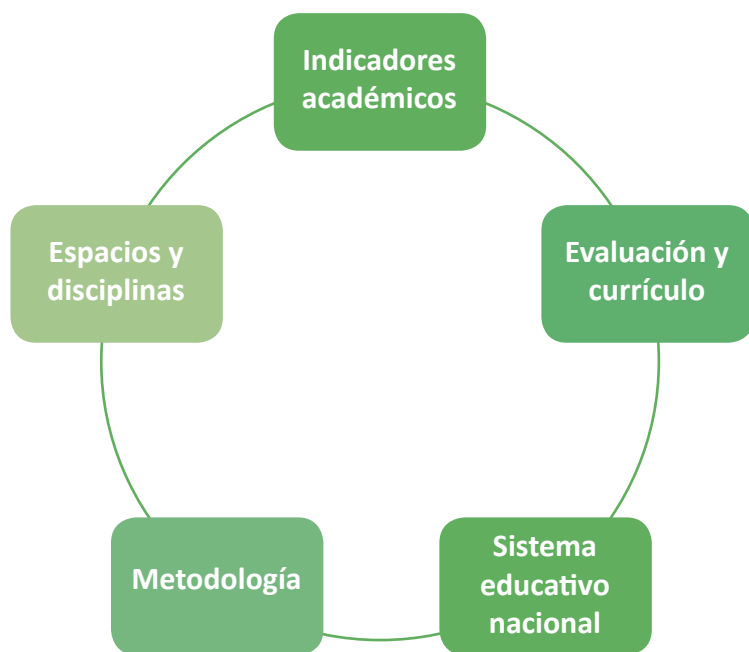 Indicadores
académicos
Espacios y
disciplinas
Evaluación y
currículo
Metodología
Sistema
educativo
nacional